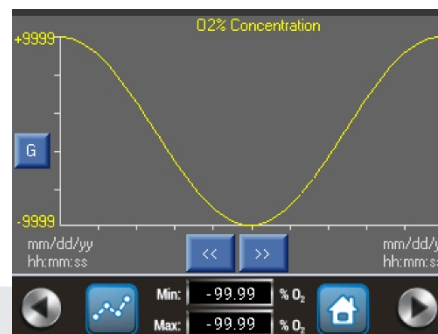 O2% Concentration
+9999
G
-9999
mm/dd/yy
hh:mm:ss
<< >>
mm/dd/y
hh:mm:ss
Min: -99.99 % O₂
Max: -99.99 % O₂